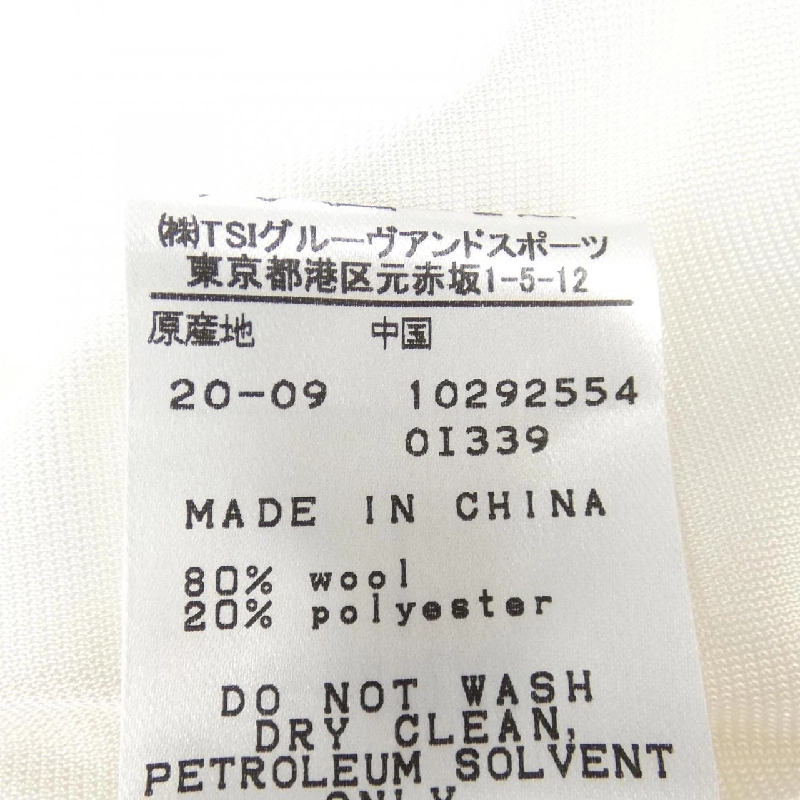 ㈱TSIグルーヴアンドスポーツ
東京都港区元赤坂1-5-12
原産地 中国
20-09 10292554
0I339
MADE IN CHINA
80% wool
20% polyester
DO NOT WASH
DRY CLEAN,
PETROLEUM SOLVENT
ONLY